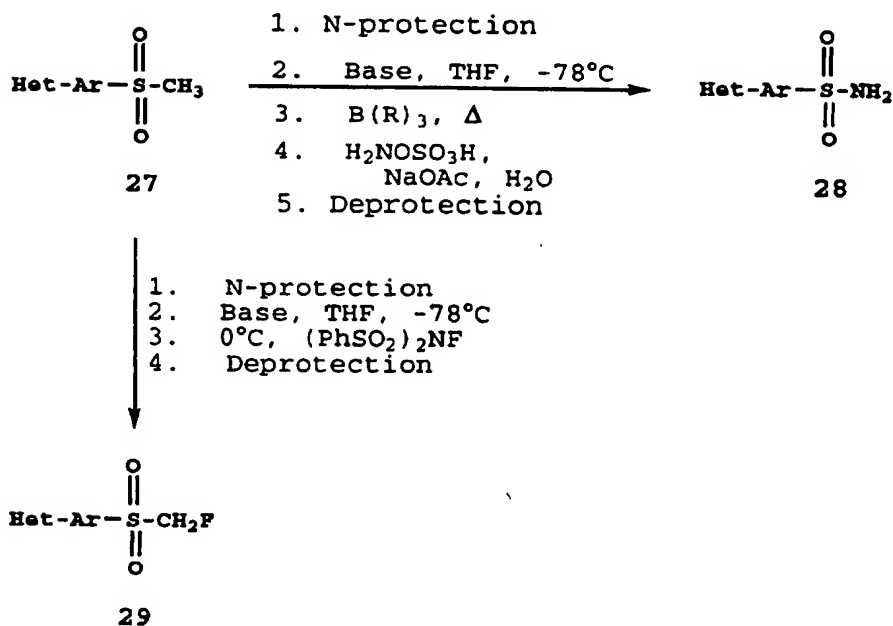 1. N-protection
2. Base, THF, -78°C
3. B(R)3, Δ
4. H2NOSO3H,
NaOAc, H2O
5. Deprotection
O
Het-Ar-S-CH3
O
27
O
Het-Ar-S-NH2
O
28
1. N-protection
2. Base, THF, -78°C
3. 0°C, (PhSO2)2NF
4. Deprotection
O
Het-Ar-S-CH2F
O
29